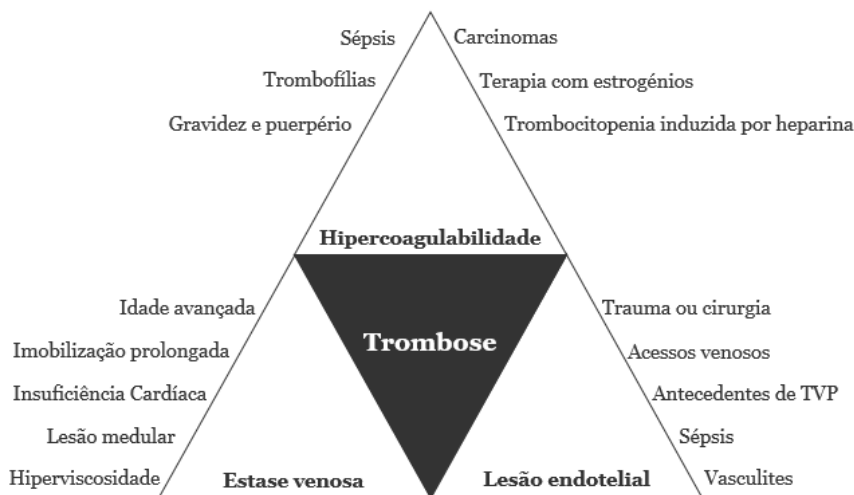 Sépsis
Carcinomas
Trombofílias
Terapia com estrogénios
Gravidez e puerpério
Trombocitopenia induzida por heparina
Hipercoagulabilidade
Idade avançada
Trauma ou cirurgia
Trombose
Imobilização prolongada
Acessos venosos
Insuficiência Cardíaca
Antecedentes de TVP
Lesão medular
Sépsis
Hiperviscosidade
Estase venosa
Lesão endotelial
Vasculites